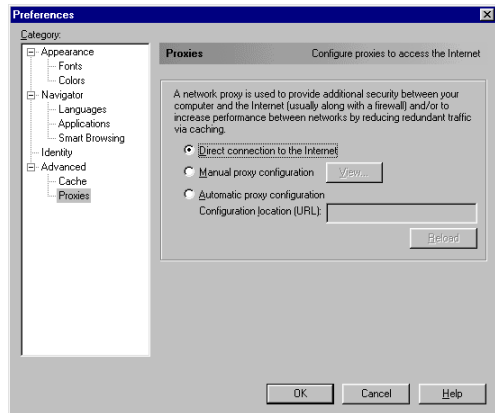 Preferences
Category:
Appearance
Fonts
Colors
Navigator
Languages
Applications
Smart Browsing
Identity
Advanced
Cache
Proxies
Proxies Configure proxies to access the Internet
A network proxy is used to provide additional security between your
computer and the Internet (usually along with a firewall) and/or to
increase performance between networks by reducing redundant traffic
via caching.
Direct connection to the Internet
Manual proxy configuration View...
Automatic proxy configuration
Configuration location (URL):
Reload
OK Cancel Help